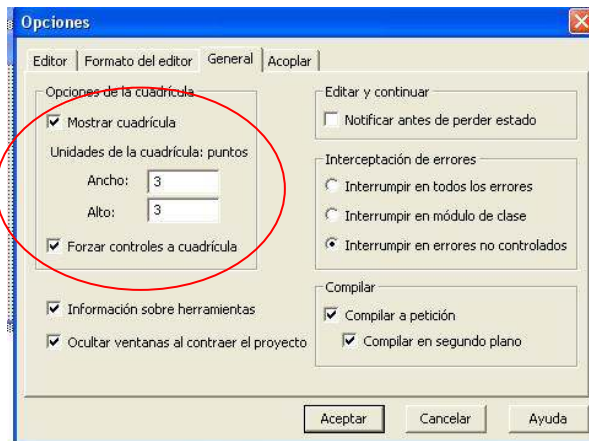 Opciones
Editor
Formato del editor
General
Acoplar
Opciones de la cuadrícula
Mostrar cuadrícula
Unidades de la cuadrícula: puntos
Ancho: 3
Alto: 3
Forzar controles a cuadrícula
Información sobre herramientas
Ocultar ventanas al contraer el proyecto
Editar y continuar
Notificar antes de perder estado
Interceptación de errores
Interrumpir en todos los errores
Interrumpir en módulo de clase
Interrumpir en errores no controlados
Compilar
Compilar a petición
Compilar en segundo plano
Aceptar
Cancelar
Ayuda